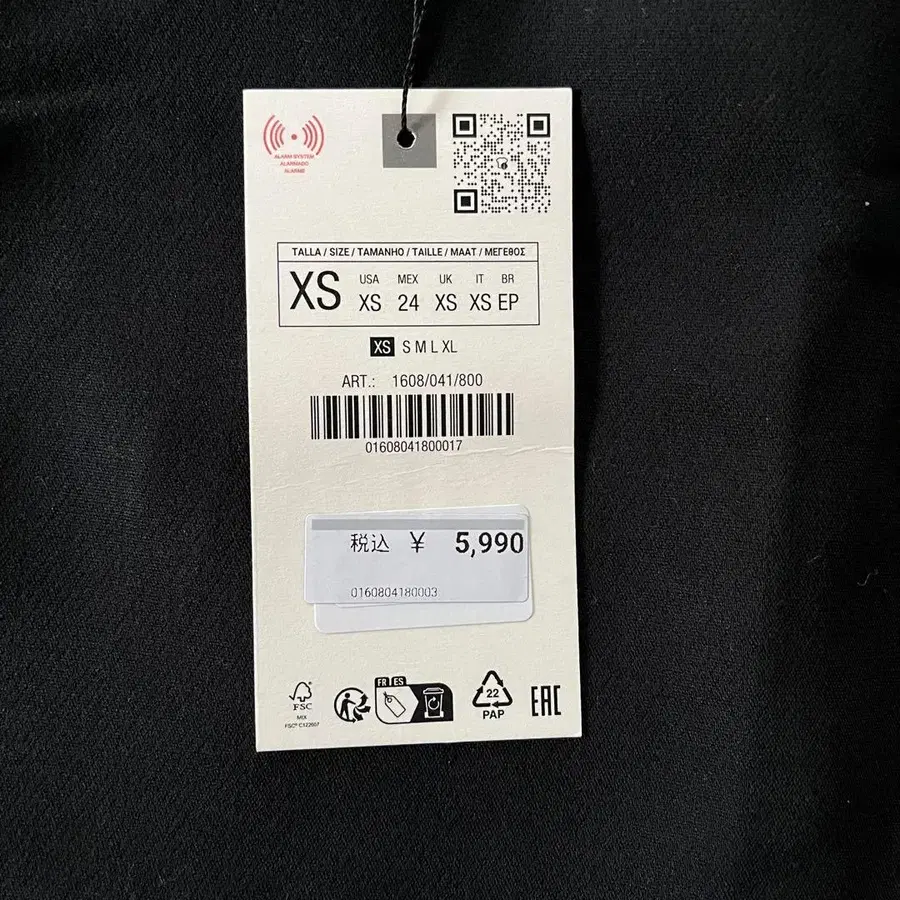 ALARM SYSTEM
ALARMADO
ALARME
TALLA / SIZE / TAMANHO / TAILLE / MAAT / ΜΕΓΕΘΟΣ
XS
USA MEX UK IT BR
XS 24 XS XS EP
XS S M L XL
ART.: 1608/041/800
01608041800017
税込 ¥ 5,990
0160804180003
FSC
MIX
FR ES
22
PAP
EAC